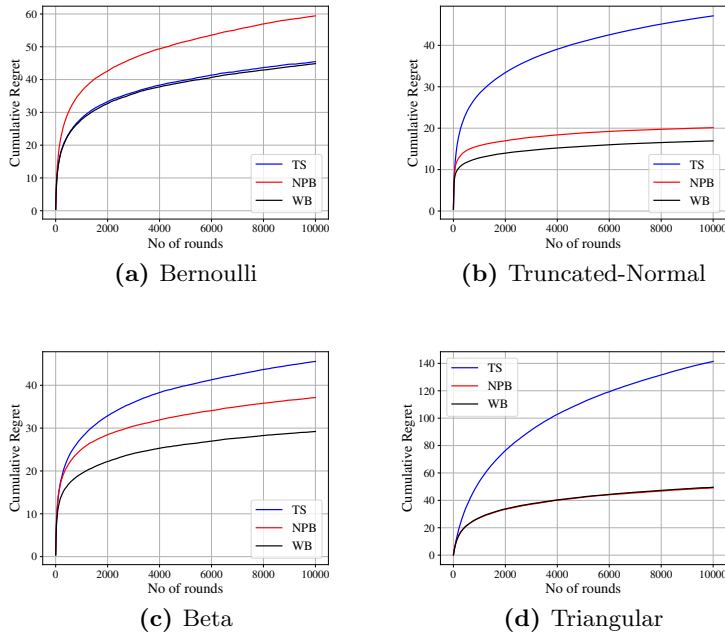 60
50
40
30
20
10
0
Cumulative Regret
TS
NPB
WB
0 2000 4000 6000 8000 10000
No of rounds
(a) Bernoulli
40
30
20
10
0
Cumulative Regret
TS
NPB
WB
0 2000 4000 6000 8000 10000
No of rounds
(b) Truncated-Normal
40
30
20
10
0
Cumulative Regret
TS
NPB
WB
0 2000 4000 6000 8000 10000
No of rounds
(c) Beta
140
120
100
80
60
40
20
0
Cumulative Regret
TS
NPB
WB
0 2000 4000 6000 8000 10000
No of rounds
(d) Triangular